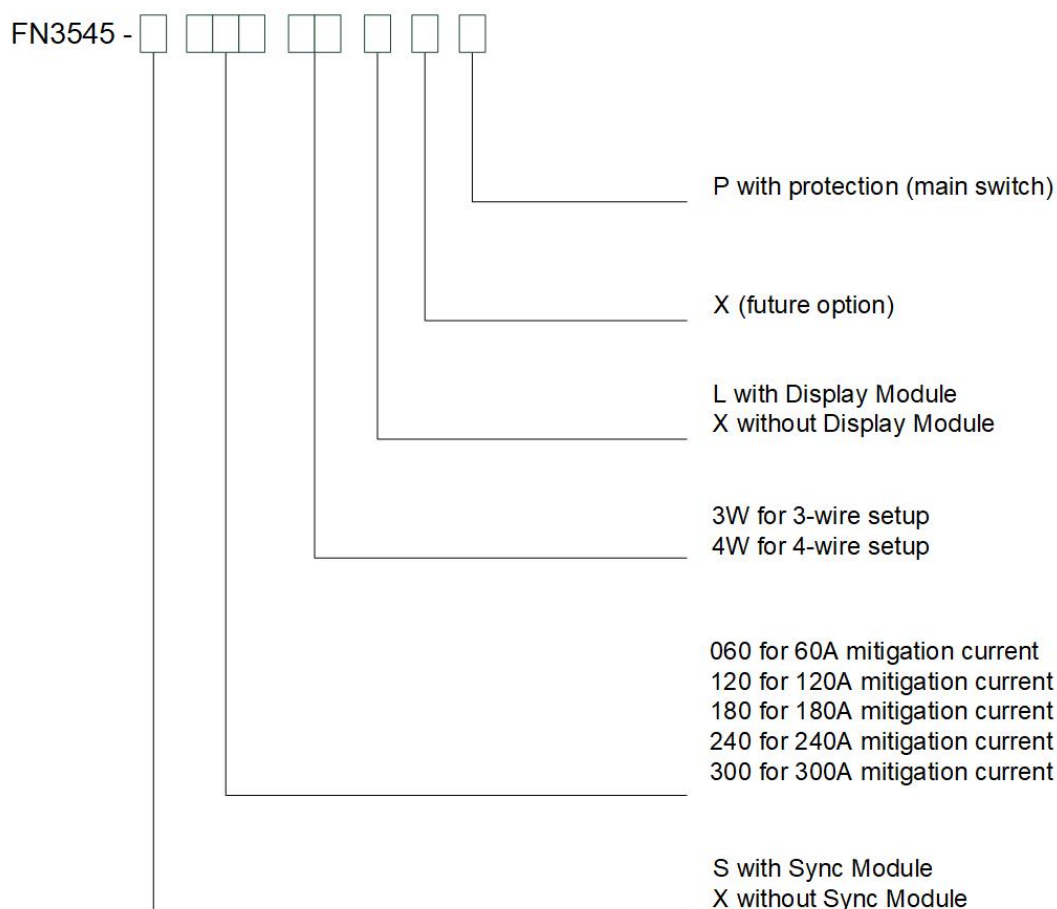 FN3545 -
P with protection (main switch)
X (future option)
L with Display Module
X without Display Module
3W for 3-wire setup
4W for 4-wire setup
060 for 60A mitigation current
120 for 120A mitigation current
180 for 180A mitigation current
240 for 240A mitigation current
300 for 300A mitigation current
S with Sync Module
X without Sync Module